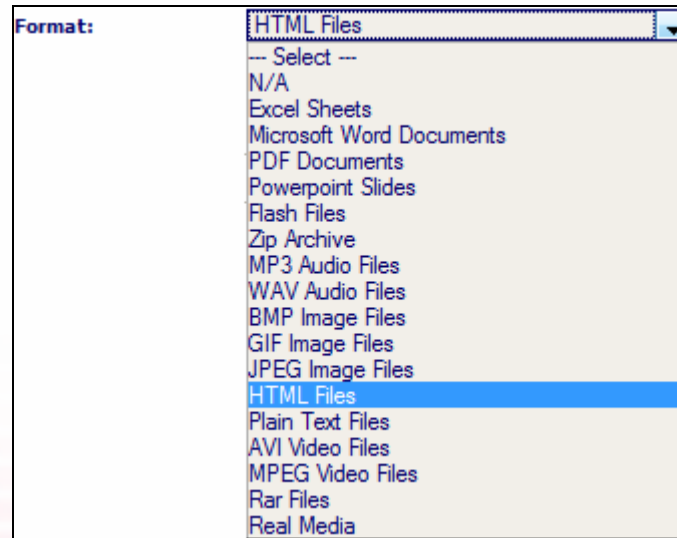 Format: HTML Files
--- Select ---
N/A
Excel Sheets
Microsoft Word Documents
PDF Documents
Powerpoint Slides
Flash Files
Zip Archive
MP3 Audio Files
WAV Audio Files
BMP Image Files
GIF Image Files
JPEG Image Files
HTML Files
Plain Text Files
AVI Video Files
MPEG Video Files
Rar Files
Real Media